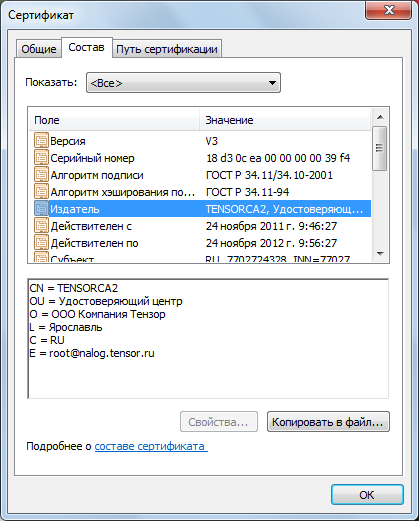 Сертификат
Общие Состав Путь сертификации
Показать: <Все>
Поле Значение
Версия V3
Серийный номер 18 d3 0c ea 00 00 00 00 39 f4
Алгоритм подписи ГОСТ Р 34.11/34.10-2001
Алгоритм хэширования по... ГОСТ Р 34.11-94
Издатель TENSORCA2, Удостоверяющ...
Действителен с 24 ноября 2011 г. 9:46:27
Действителен по 24 ноября 2012 г. 9:56:27
Субъект RU, 7702724328, INN=77027...
CN = TENSORCA2
OU = Удостоверяющий центр
O = ООО Компания Тензор
L = Ярославль
C = RU
E = root@nalog.tensor.ru
Свойства... Копировать в файл...
Подробнее о составе сертификата
OK